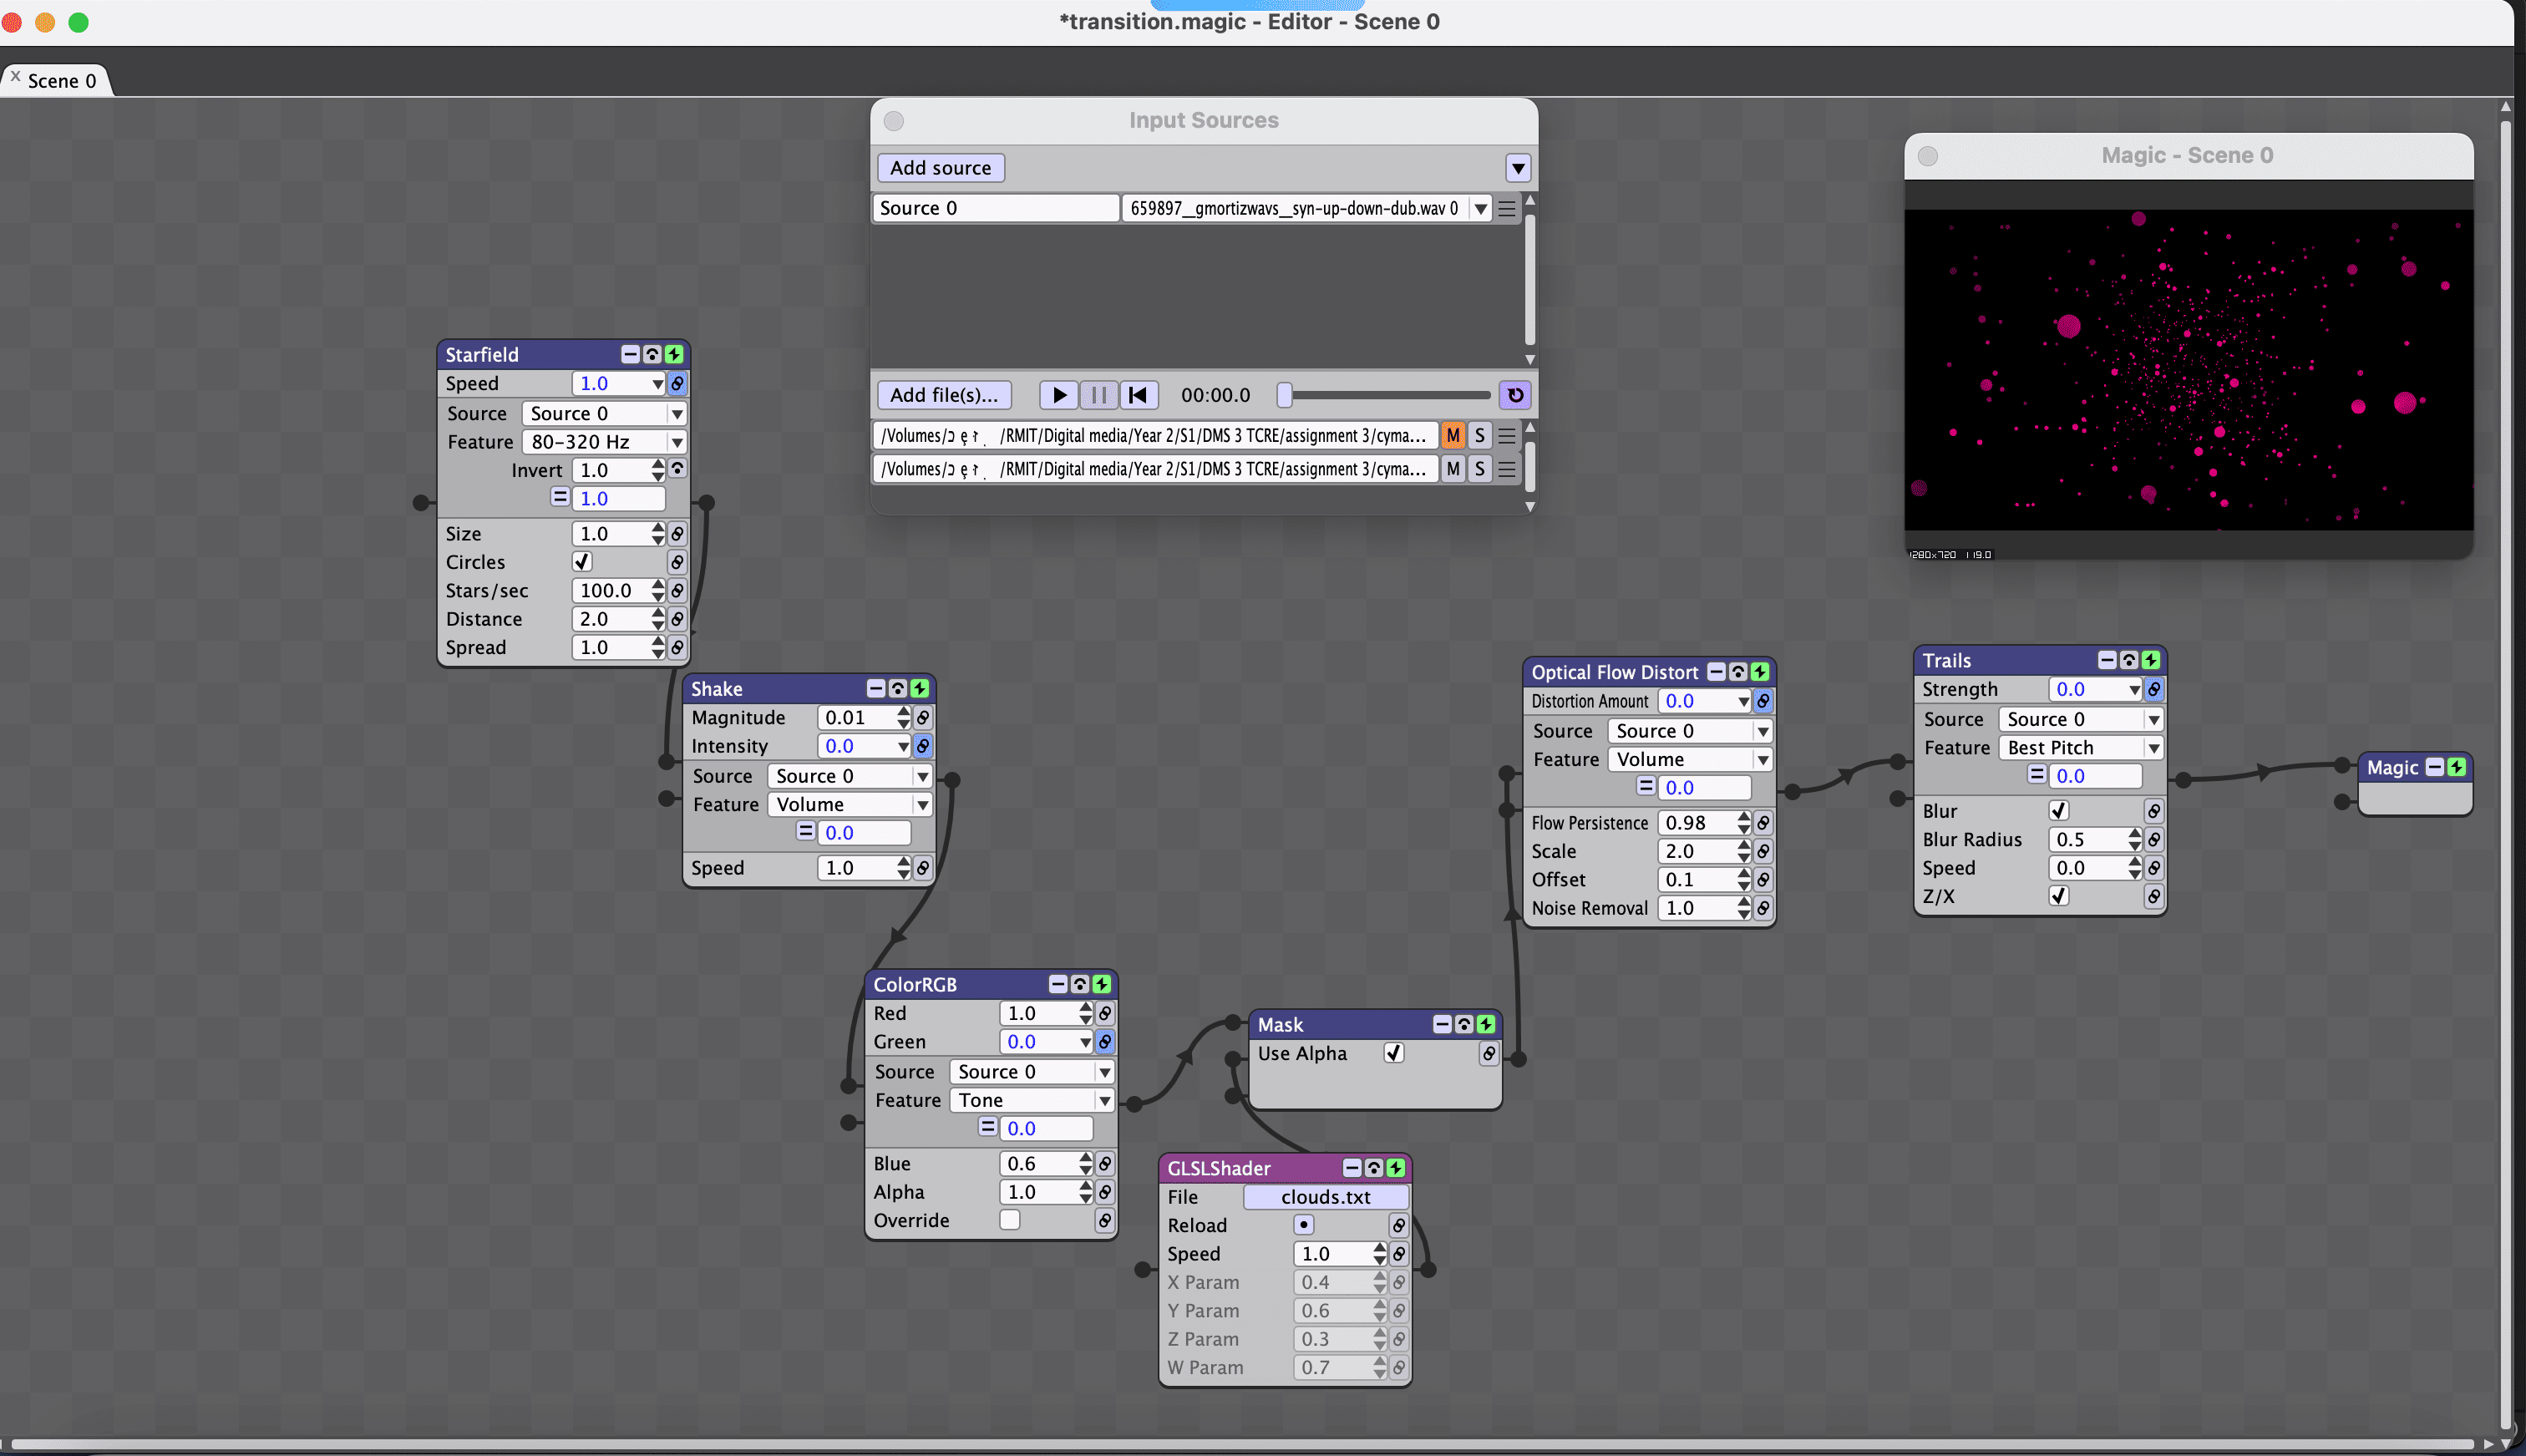 *transition.magic - Editor - Scene 0
X Scene 0
Input Sources
Add source
Source 0 659897__gmortizwavs__syn-up-down-dub.wav 0
Add file(s)... 00:00.0
/RMIT/Digital media/Year 2/S1/DMS 3 TCRE/assignment 3/cyma... M S
/RMIT/Digital media/Year 2/S1/DMS 3 TCRE/assignment 3/cyma... M S
Magic - Scene 0
1280x720
Starfield
Speed 1.0
Source Source 0
Feature 80-320 Hz
Invert 1.0
= 1.0
Size 1.0
Circles
Stars/sec 100.0
Distance 2.0
Spread 1.0
Shake
Magnitude 0.01
Intensity 0.0
Source Source 0
Feature Volume
= 0.0
Speed 1.0
ColorRGB
Red 1.0
Green 0.0
Source Source 0
Feature Tone
= 0.0
Blue 0.6
Alpha 1.0
Override
Mask
Use Alpha
GLSLShader
File clouds.txt
Reload
Speed 1.0
X Param 0.4
Y Param 0.6
Z Param 0.3
W Param 0.7
Optical Flow Distort
Distortion Amount 0.0
Source Source 0
Feature Volume
= 0.0
Flow Persistence 0.98
Scale 2.0
Offset 0.1
Noise Removal 1.0
Trails
Strength 0.0
Source Source 0
Feature Best Pitch
= 0.0
Blur
Blur Radius 0.5
Speed 0.0
Z/X
Magic